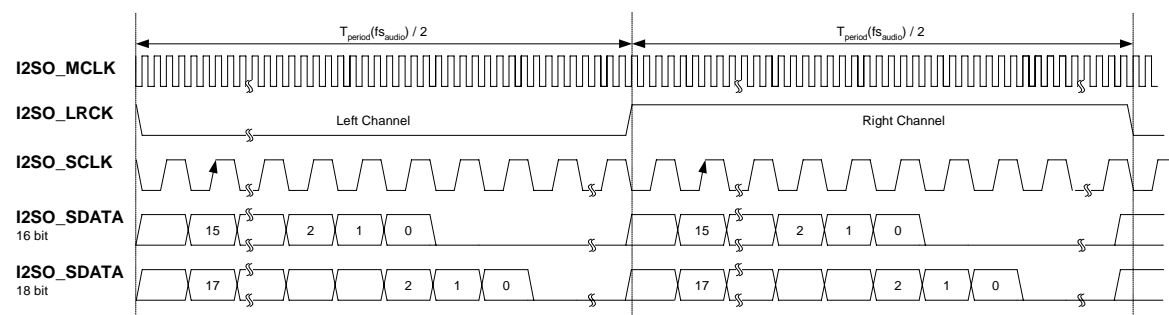 T_period(fs_audio) / 2 T_period(fs_audio) / 2
I2SO_MCLK
I2SO_LRCK Left Channel Right Channel
I2SO_SCLK
I2SO_SDATA 15 2 1 0 15 2 1 0
16 bit
I2SO_SDATA 17 2 1 0 17 2 1 0
18 bit